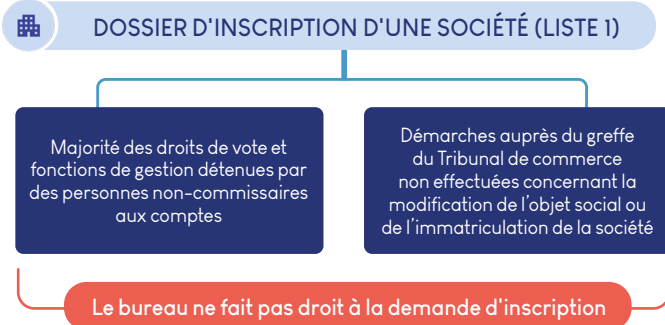 DOSSIER D'INSCRIPTION D'UNE SOCIÉTÉ (LISTE 1)
Majorité des droits de vote et
fonctions de gestion détenues par
des personnes non-commissaires
aux comptes
Démarches auprès du greffe
du Tribunal de commerce
non effectuées concernant la
modification de l'objet social ou
de l'immatriculation de la société
Le bureau ne fait pas droit à la demande d'inscription